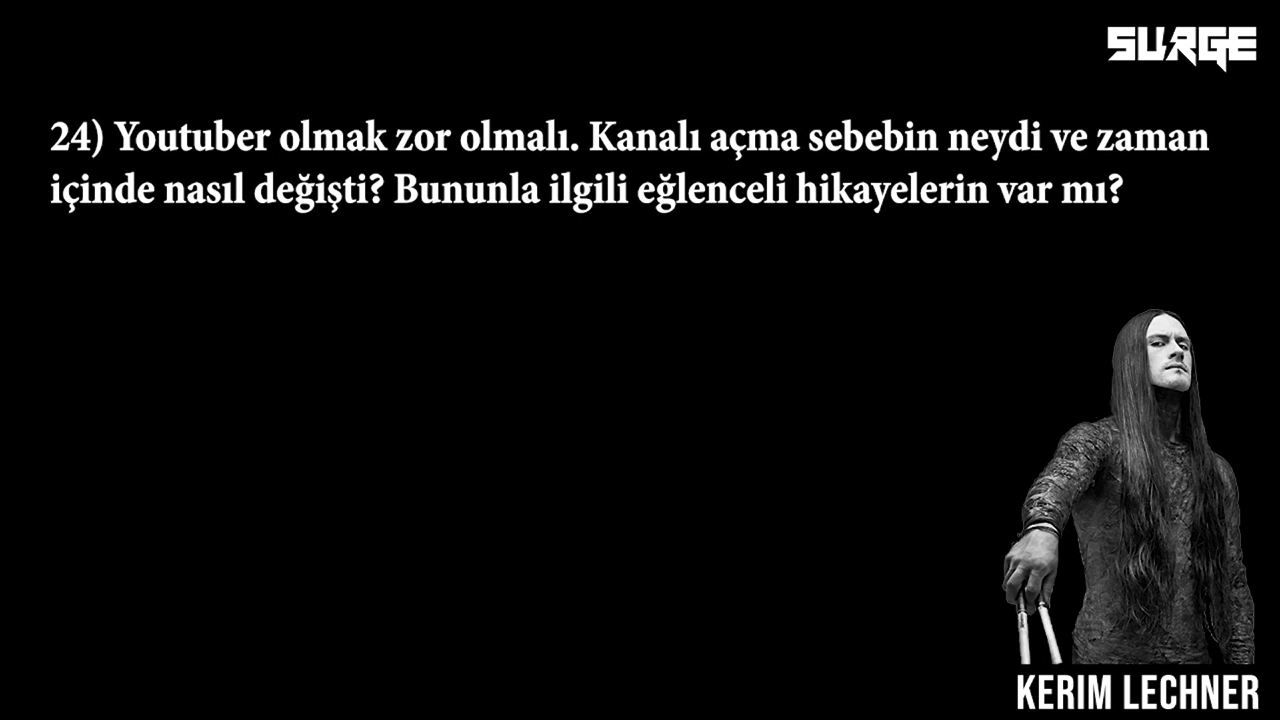 SURGE
24) Youtuber olmak zor olmalı. Kanalı açma sebebin neydi ve zaman
içinde nasıl değişti? Bununla ilgili eğlenceli hikayelerin var mı?
KERIM LECHNER